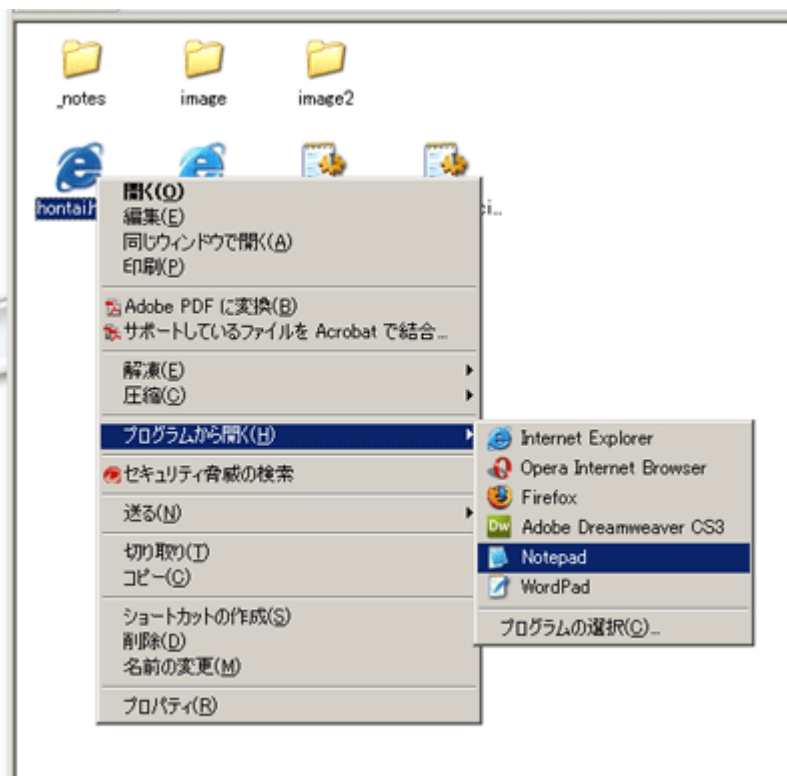 _notes
image
image2
hontai.h
ci...
開く(O)
編集(E)
同じウィンドウで開く(A)
印刷(P)
Adobe PDF に変換(B)
サポートしているファイルを Acrobat で結合...
解凍(E)
圧縮(C)
プログラムから開く(H)
セキュリティ脅威の検索
送る(N)
切り取り(T)
コピー(C)
ショートカットの作成(S)
削除(D)
名前の変更(M)
プロパティ(R)
Internet Explorer
Opera Internet Browser
Firefox
Dw Adobe Dreamweaver CS3
Notepad
WordPad
プログラムの選択(C)...